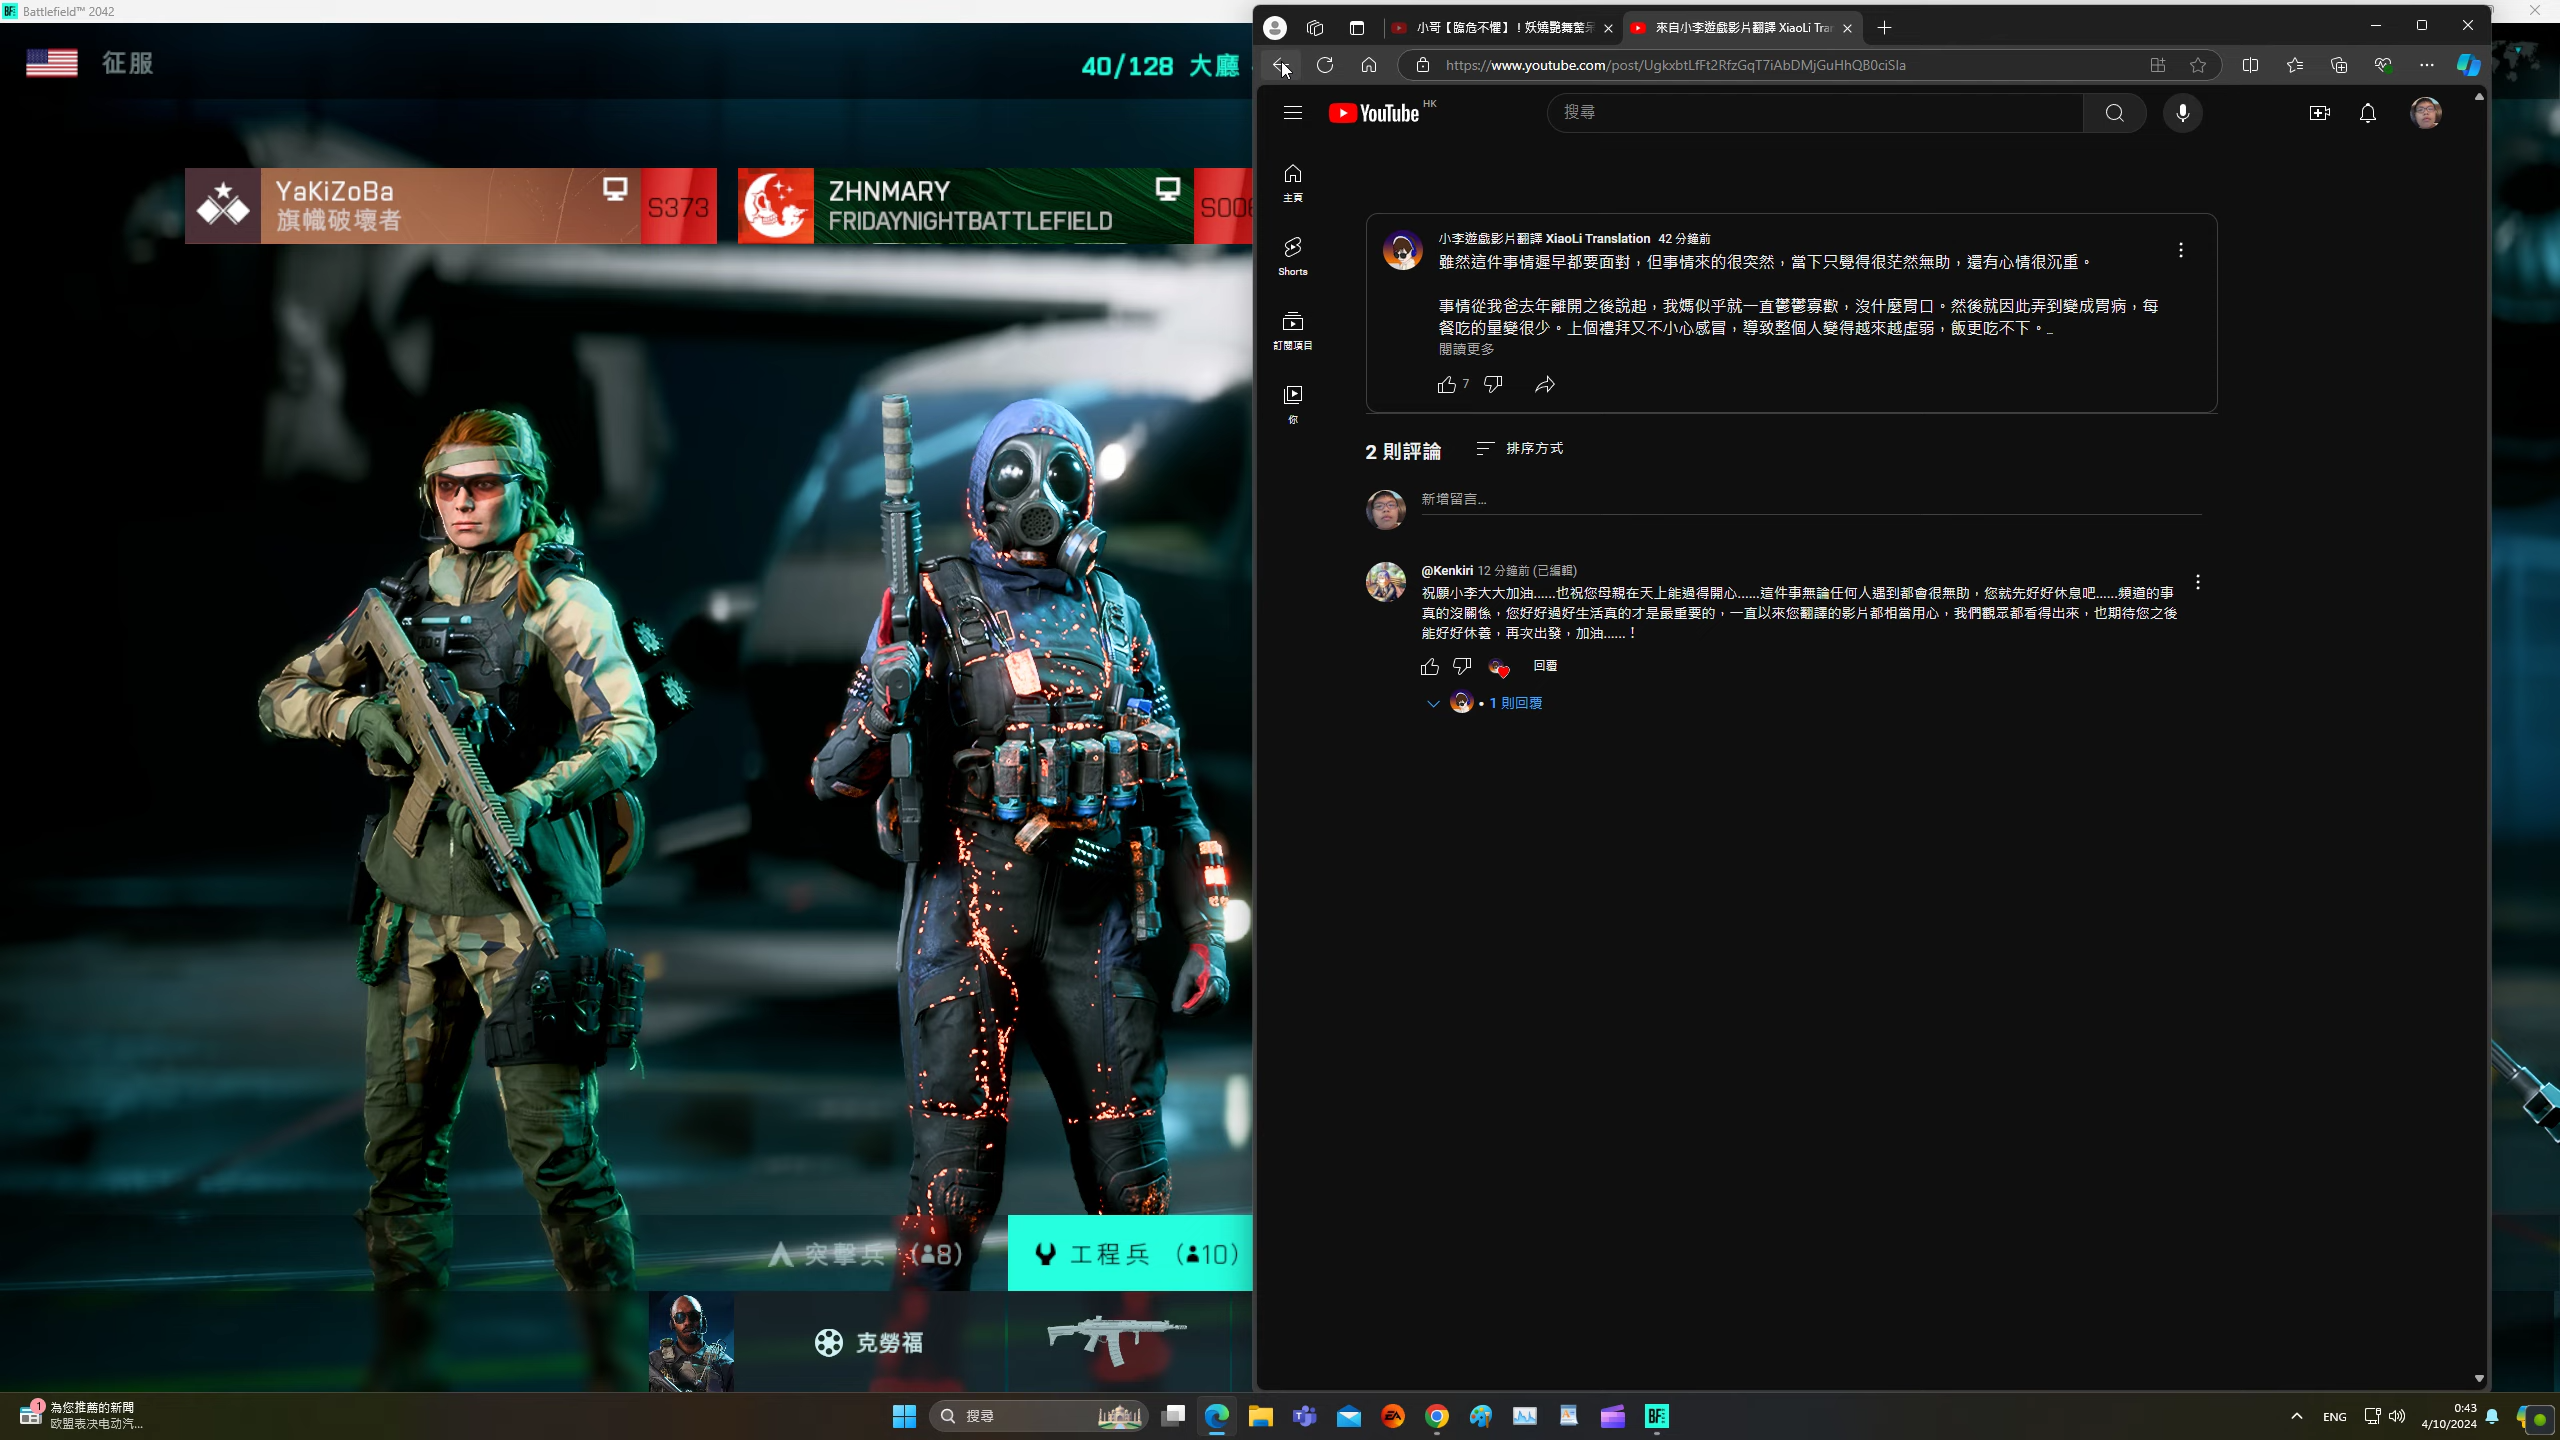 Battlefield™ 2042
征服
40/128 大廳
YaKiZoBa
旗幟破壞者
S373
ZHNMARY
FRIDAYNIGHTBATTLEFIELD
突擊兵 (8)
工程兵 (10)
克勞福
小哥【臨危不懼】！妖嬈艷舞驚呆
來自小李遊戲影片翻譯 XiaoLi Tra
https://www.youtube.com/post/UgkxbtLfFt2RfzGqT7iAbDMjGuHhQB0ciSIa
YouTube HK
搜尋
主頁
Shorts
訂閱項目
你
小李遊戲影片翻譯 XiaoLi Translation 42 分鐘前
雖然這件事情遲早都要面對，但事情來的很突然，當下只覺得很茫然無助，還有心情很沉重。
事情從我爸去年離開之後說起，我媽似乎就一直鬱鬱寡歡，沒什麼胃口。然後就因此弄到變成胃病，每
餐吃的量變很少。上個禮拜又不小心感冒，導致整個人變得越來越虛弱，飯更吃不下。...
閱讀更多
7
2 則評論
排序方式
新增留言...
@Kenkiri 12 分鐘前 (已編輯)
祝願小李大大加油......也祝您母親在天上能過得開心......這件事無論任何人遇到都會很無助，您就先好好休息吧......頻道的事
真的沒關係，您好好過好生活真的才是最重要的，一直以來您翻譯的影片都相當用心，我們觀眾都看得出來，也期待您之後
能好好休養，再次出發，加油......！
回覆
• 1 則回覆
1
為您推薦的新聞
欧盟表决电动汽...
搜尋
EA
BF
ENG
0:43
4/10/2024